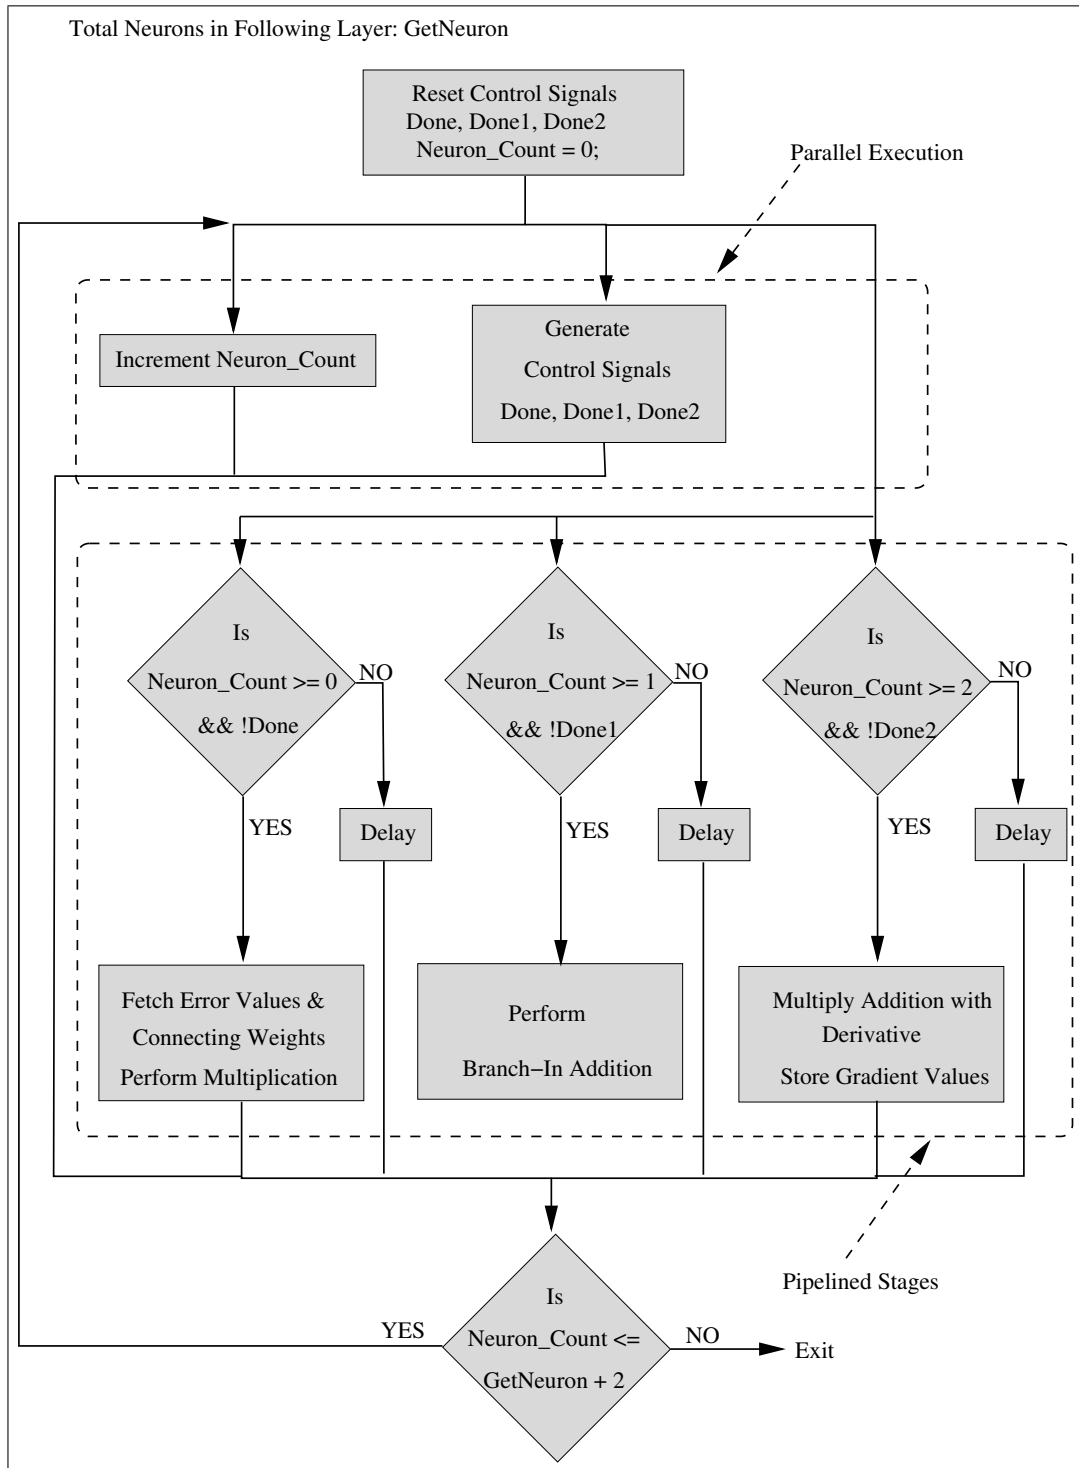 Total Neurons in Following Layer: GetNeuron
Reset Control Signals
Done, Done1, Done2
Neuron_Count = 0;
Parallel Execution
Increment Neuron_Count
Generate
Control Signals
Done, Done1, Done2
Is
Neuron_Count >= 0
&& !Done
NO
YES
Delay
Is
Neuron_Count >= 1
&& !Done1
NO
YES
Delay
Is
Neuron_Count >= 2
&& !Done2
NO
YES
Delay
Fetch Error Values &
Connecting Weights
Perform Multiplication
Perform
Branch−In Addition
Multiply Addition with
Derivative
Store Gradient Values
Pipelined Stages
Is
Neuron_Count <=
GetNeuron + 2
YES
NO
Exit